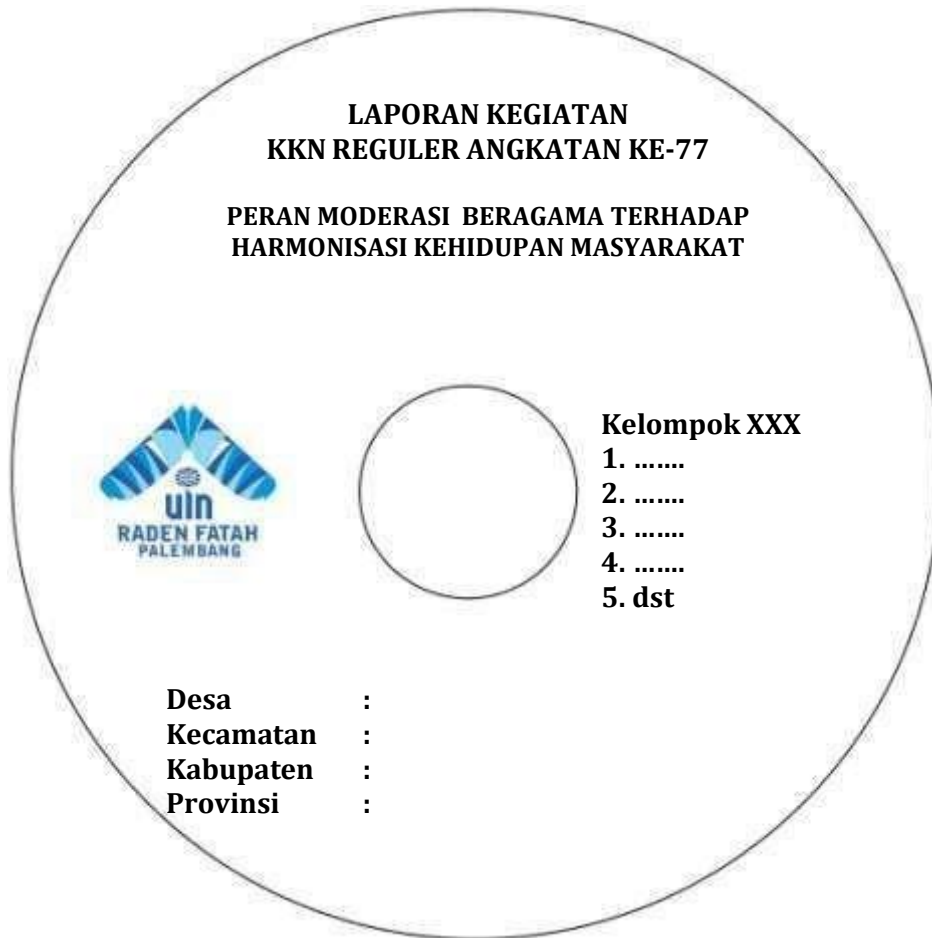 LAPORAN KEGIATAN
KKN REGULER ANGKATAN KE-77
PERAN MODERASI BERAGAMA TERHADAP
HARMONISASI KEHIDUPAN MASYARAKAT
uin
RADEN FATAH
PALEMBANG
Kelompok XXX
1. .......
2. .......
3. .......
4. .......
5. dst
Desa :
Kecamatan :
Kabupaten :
Provinsi :